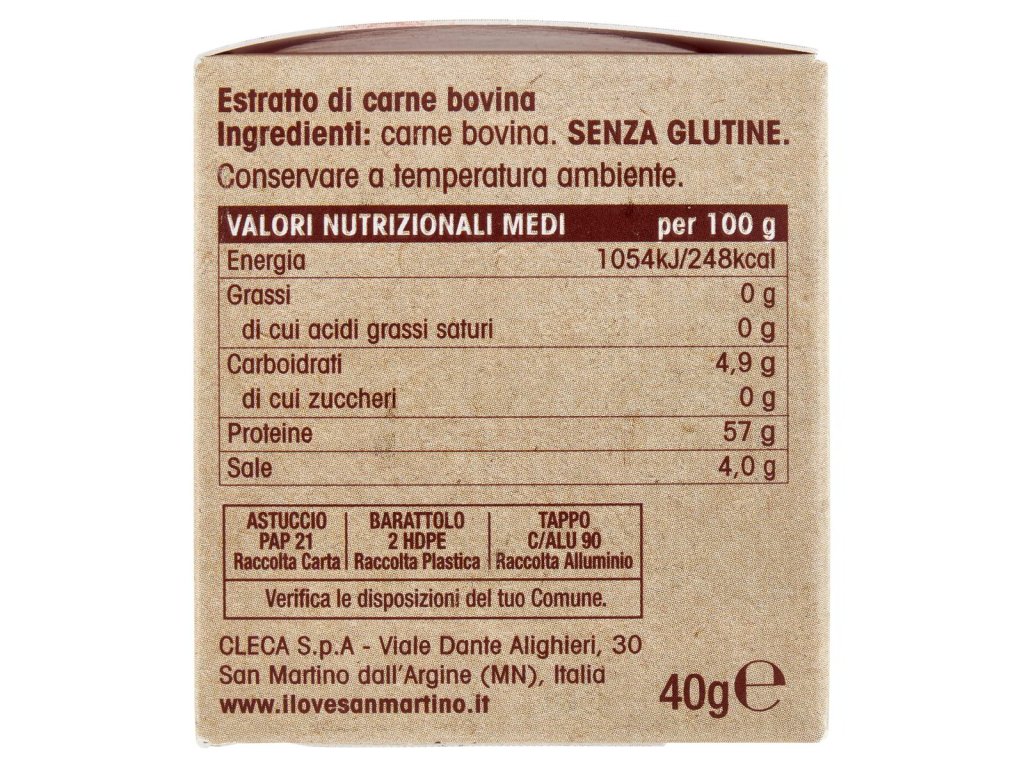 Estratto di carne bovina
Ingredienti: carne bovina. SENZA GLUTINE.
Conservare a temperatura ambiente.
VALORI NUTRIZIONALI MEDI per 100 g
Energia 1054kJ/248kcal
Grassi 0 g
di cui acidi grassi saturi 0 g
Carboidrati 4,9 g
di cui zuccheri 0 g
Proteine 57 g
Sale 4,0 g
ASTUCCIO BARATTOLO TAPPO
PAP 21 2 HDPE C/ALU 90
Raccolta Carta Raccolta Plastica Raccolta Alluminio
Verifica le disposizioni del tuo Comune.
CLECA S.p.A - Viale Dante Alighieri, 30
San Martino dall'Argine (MN), Italia
www.ilovesanmartino.it
40g℮